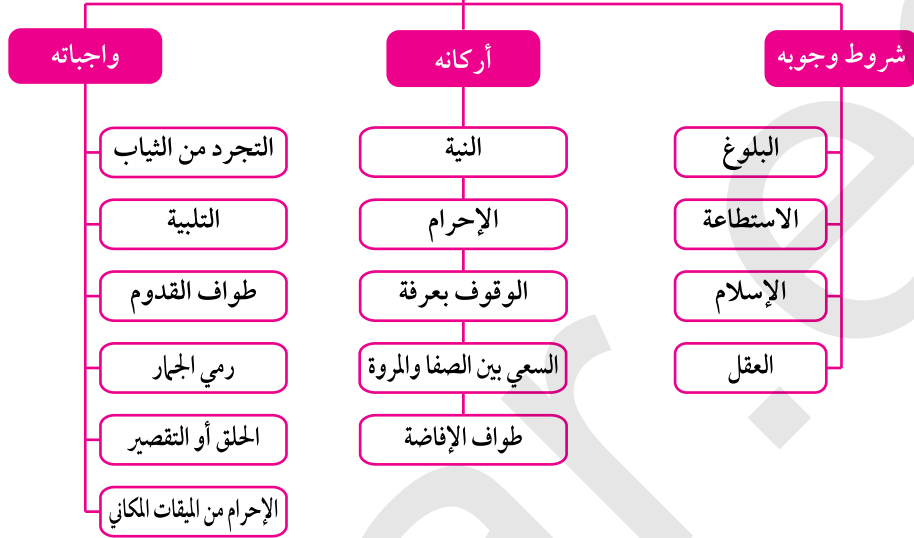 شروط وجوبه
البلوغ
الاستطاعة
الإسلام
العقل
أركانه
النية
الإحرام
الوقوف بعرفة
السعي بين الصفا والمروة
طواف الإفاضة
واجباته
التجرد من الثياب
التلبية
طواف القدوم
رمي الجمار
الحلق أو التقصير
الإحرام من الميقات المكاني